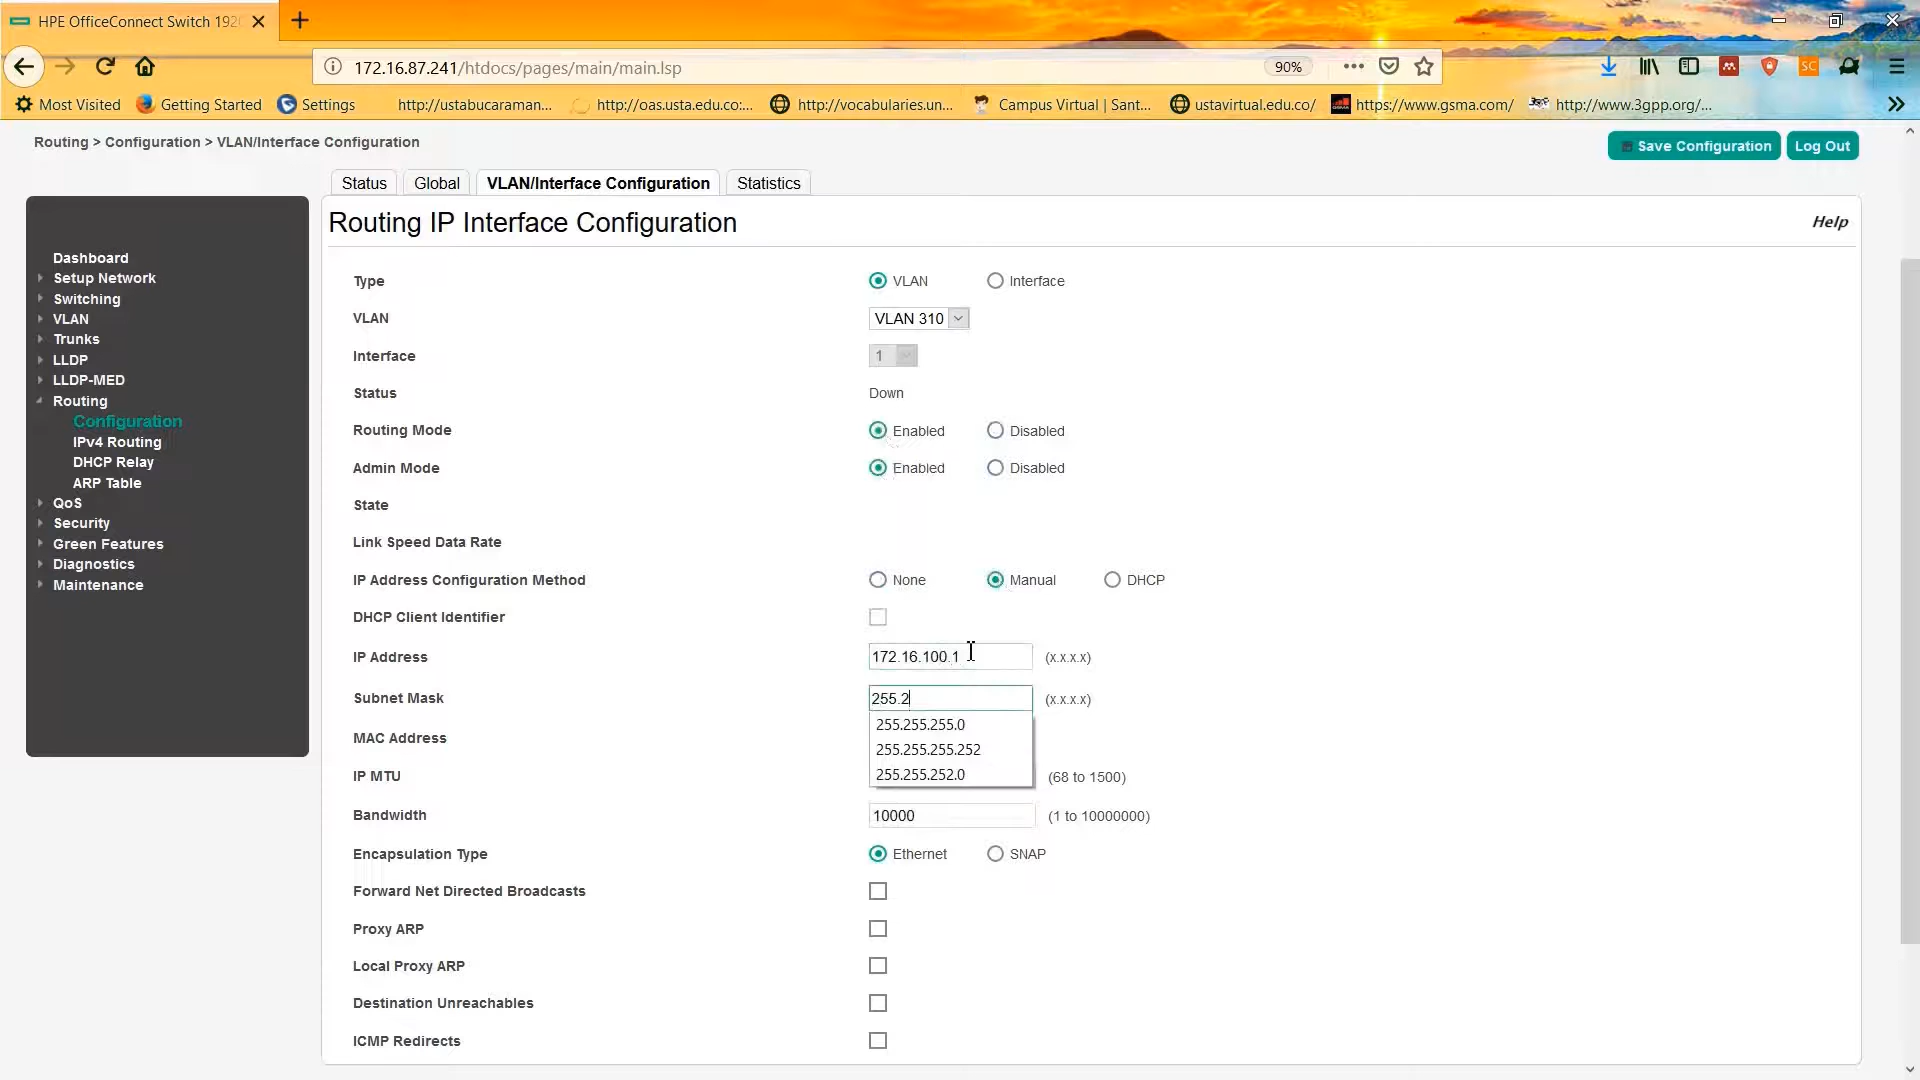 HPE OfficeConnect Switch 192
172.16.87.241/htdocs/pages/main/main.lsp
90%
Most Visited
Getting Started
Settings
http://ustabucaraman...
http://oas.usta.edu.co:...
http://vocabularies.un...
Campus Virtual | Sant...
ustavirtual.edu.co/
https://www.gsma.com/
http://www.3gpp.org/...
Routing > Configuration > VLAN/Interface Configuration
Save Configuration
Log Out
Status
Global
VLAN/Interface Configuration
Statistics
Routing IP Interface Configuration
Help
Dashboard
Setup Network
Switching
VLAN
Trunks
LLDP
LLDP-MED
Routing
Configuration
IPv4 Routing
DHCP Relay
ARP Table
QoS
Security
Green Features
Diagnostics
Maintenance
Type VLAN Interface
VLAN VLAN 310
Interface 1
Status Down
Routing Mode Enabled Disabled
Admin Mode Enabled Disabled
State
Link Speed Data Rate
IP Address Configuration Method None Manual DHCP
DHCP Client Identifier
IP Address 172.16.100.1 (x.x.x.x)
Subnet Mask 255.2 (x.x.x.x)
255.255.255.0
255.255.255.252
255.255.252.0
MAC Address
IP MTU (68 to 1500)
Bandwidth 10000 (1 to 10000000)
Encapsulation Type Ethernet SNAP
Forward Net Directed Broadcasts
Proxy ARP
Local Proxy ARP
Destination Unreachables
ICMP Redirects